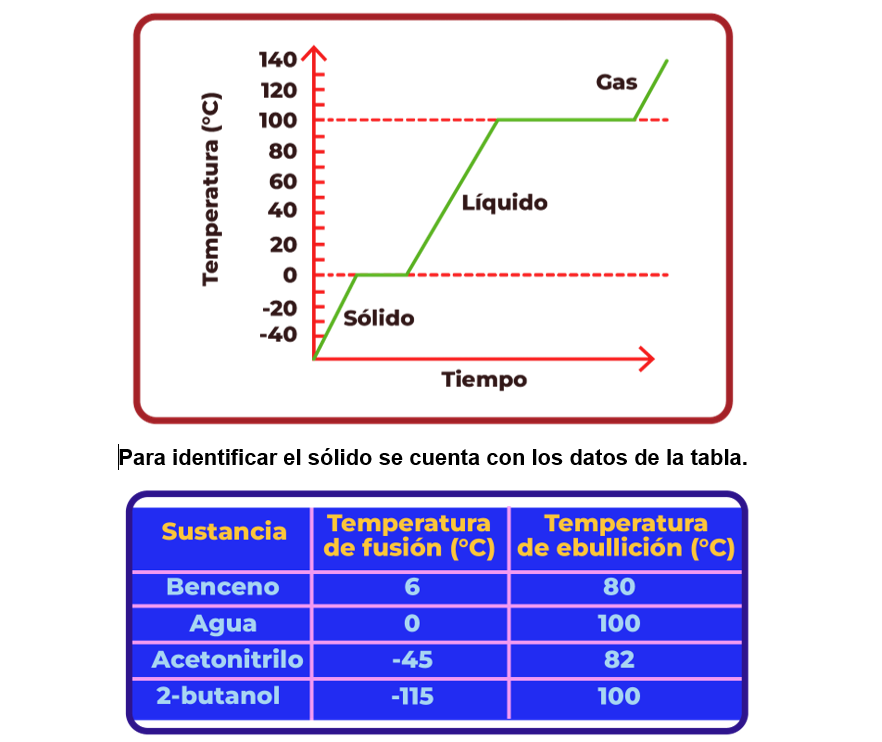 Temperatura (°C)
140
120
100
80
60
40
20
0
-20
-40
Gas
Líquido
Sólido
Tiempo
Para identificar el sólido se cuenta con los datos de la tabla.
Sustancia
Temperatura
de fusión (°C)
Temperatura
de ebullición (°C)
Benceno 6 80
Agua 0 100
Acetonitrilo -45 82
2-butanol -115 100